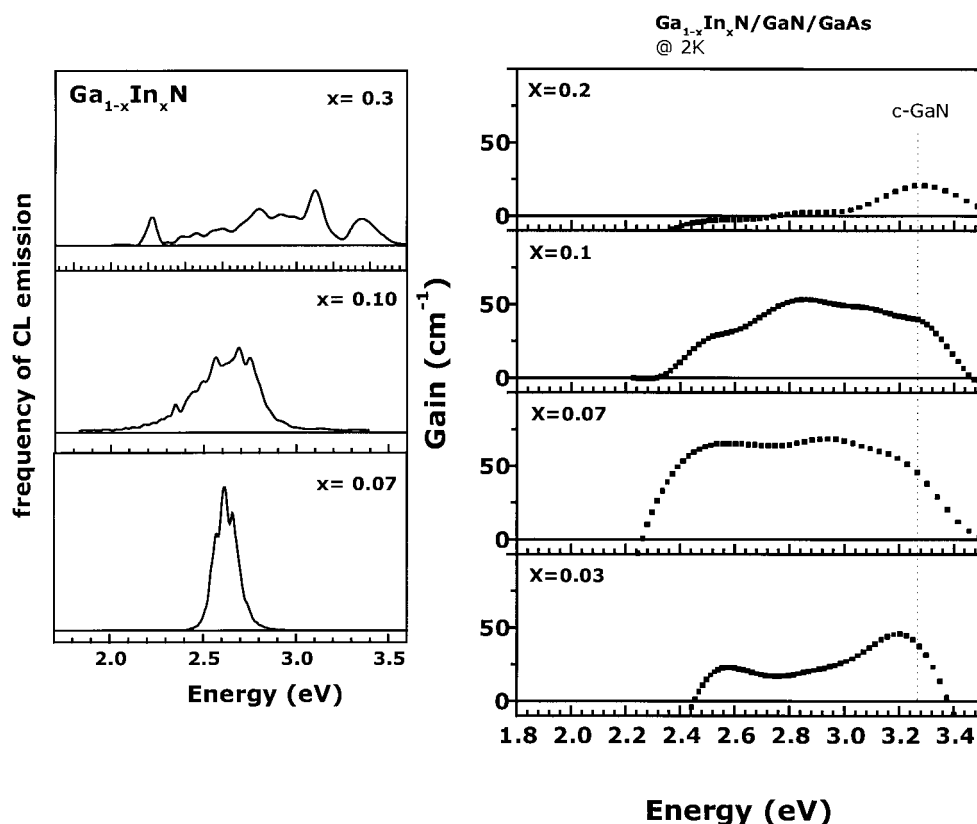 frequency of CL emission
Ga1-xInxN
x= 0.3
x= 0.10
x= 0.07
2.0 2.5 3.0 3.5
Energy (eV)
Ga1-xInxN/GaN/GaAs
@ 2K
Gain (cm-1)
X=0.2
c-GaN
50
0
X=0.1
50
0
X=0.07
50
0
X=0.03
50
0
1.8 2.0 2.2 2.4 2.6 2.8 3.0 3.2 3.4
Energy (eV)